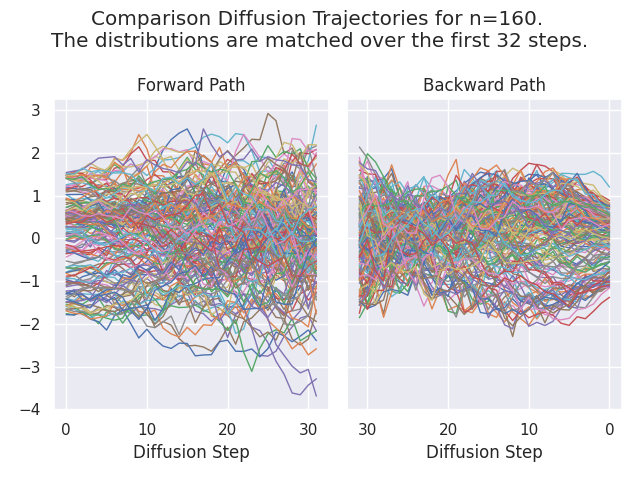 Comparison Diffusion Trajectories for n=160.
The distributions are matched over the first 32 steps.
Forward Path
Backward Path
3
2
1
0
−1
−2
−3
−4
0 10 20 30
30 20 10 0
Diffusion Step
Diffusion Step